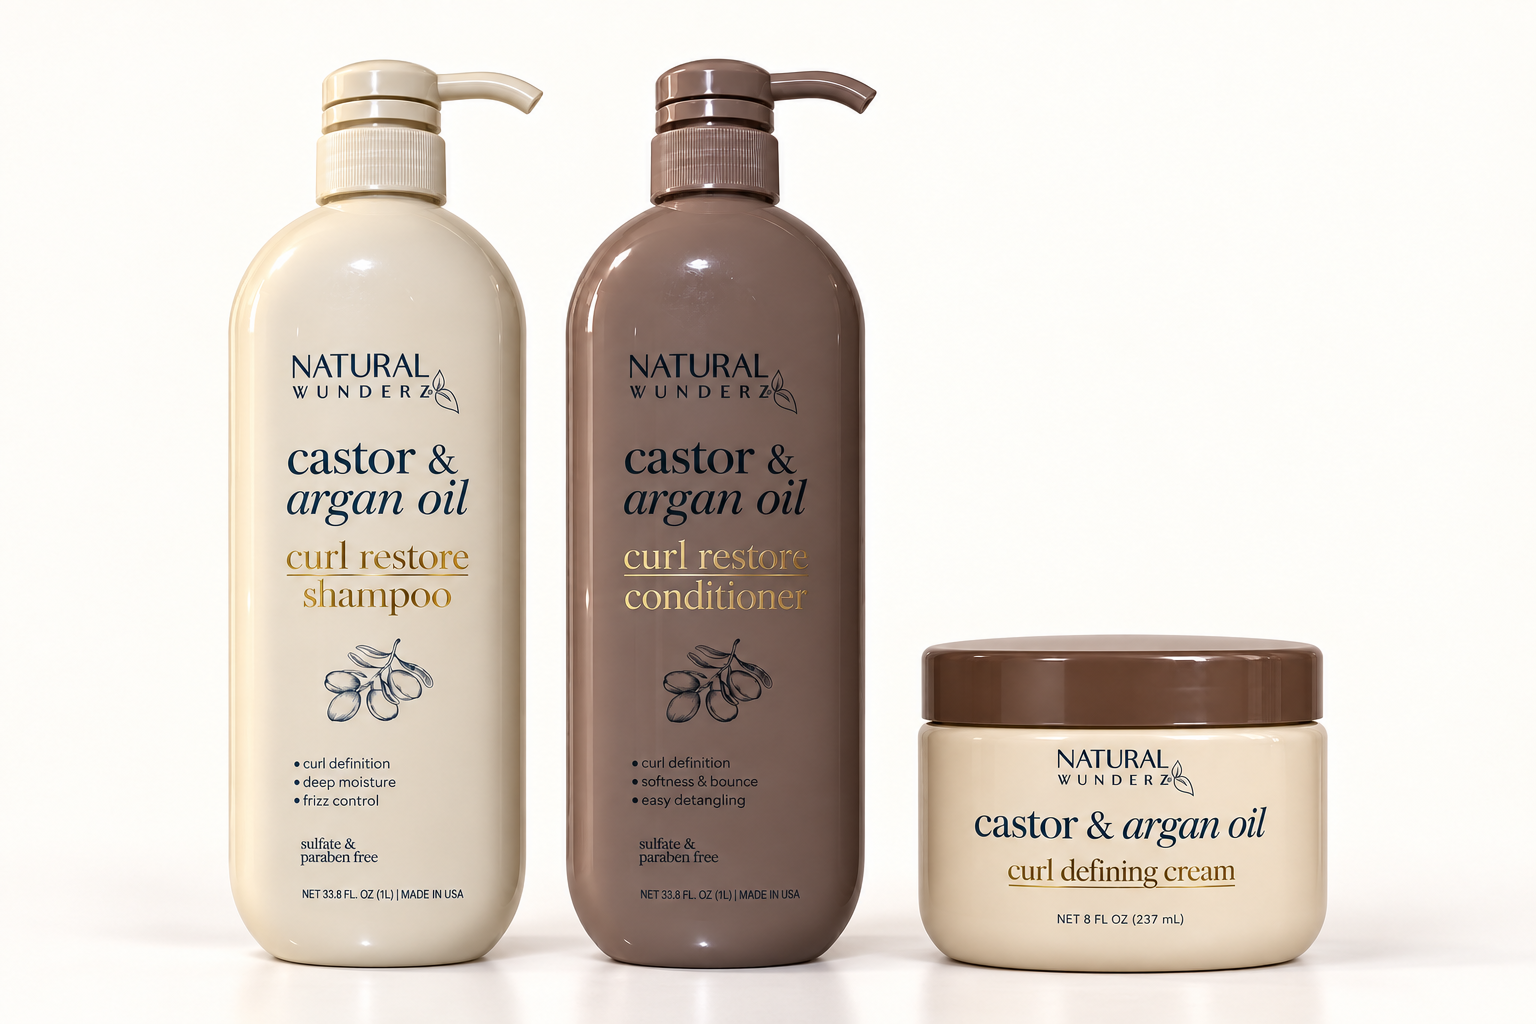 NATURAL
WUNDERZ®
castor &
argan oil
curl restore
shampoo
• curl definition
• deep moisture
• frizz control
sulfate &
paraben free
NET 33.8 FL. OZ (1L) | MADE IN USA
NATURAL
WUNDERZ®
castor &
argan oil
curl restore
conditioner
• curl definition
• softness & bounce
• easy detangling
sulfate &
paraben free
NET 33.8 FL. OZ (1L) | MADE IN USA
NATURAL
WUNDERZ®
castor & argan oil
curl defining cream
NET 8 FL OZ (237 mL)